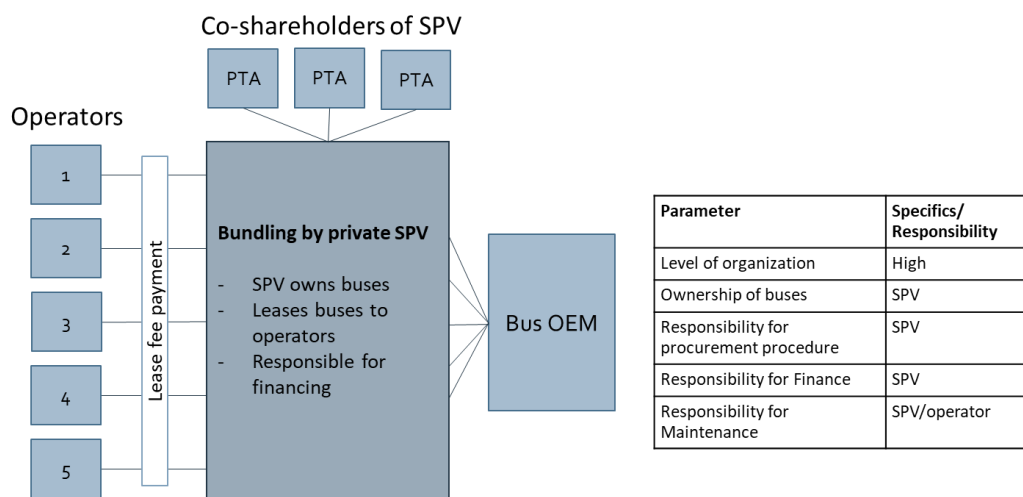 Co-shareholders of SPV
PTA
PTA
PTA
Operators
1
2
3
4
5
Lease fee payment
Bundling by private SPV
- SPV owns buses
- Leases buses to
operators
- Responsible for
financing
Bus OEM
Parameter
Specifics/
Responsibility
Level of organization
High
Ownership of buses
SPV
Responsibility for
procurement procedure
SPV
Responsibility for Finance
SPV
Responsibility for
Maintenance
SPV/operator